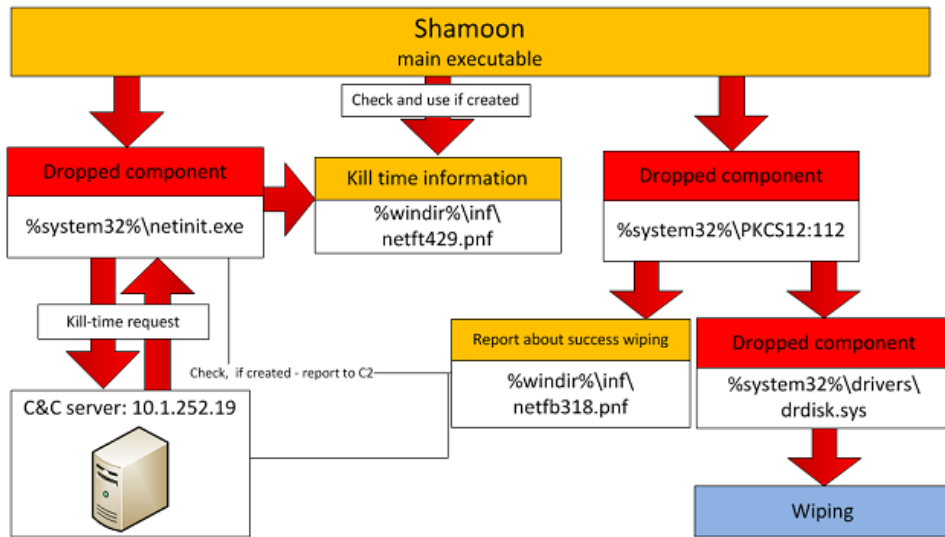 Shamoon
main executable
Check and use if created
Dropped component
%system32%\netinit.exe
Kill time information
%windir%\inf\
netft429.pnf
Dropped component
%system32%\PKCS12:112
Kill-time request
Report about success wiping
%windir%\inf\
netfb318.pnf
Dropped component
%system32%\drivers\
drdisk.sys
Check, if created - report to C2
C&C server: 10.1.252.19
Wiping